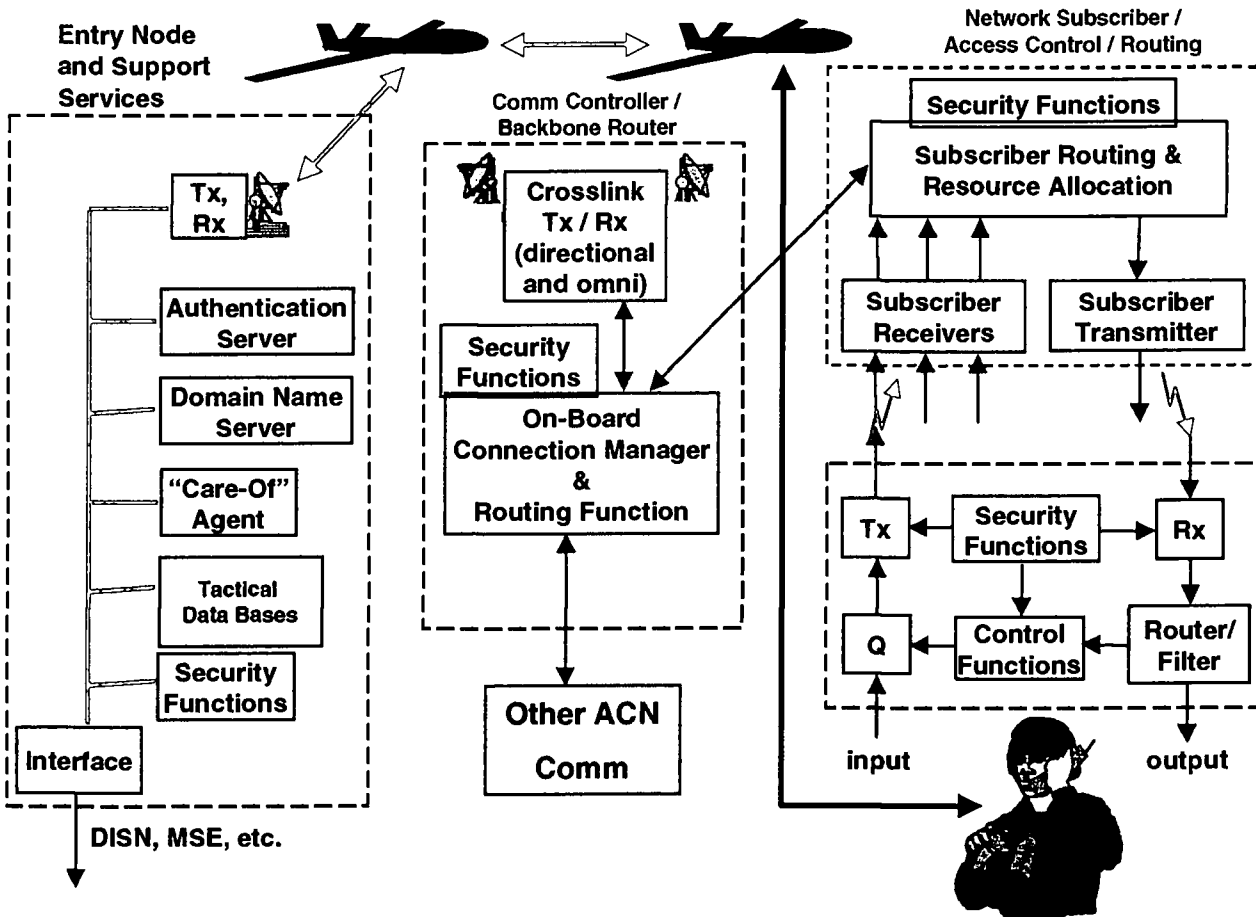 Entry Node
and Support
Services
Tx,
Rx
Authentication
Server
Domain Name
Server
“Care-Of”
Agent
Tactical
Data Bases
Security
Functions
Interface
DISN, MSE, etc.
Comm Controller /
Backbone Router
Crosslink
Tx / Rx
(directional
and omni)
Security
Functions
On-Board
Connection Manager
&
Routing Function
Other ACN
Comm
Network Subscriber /
Access Control / Routing
Security Functions
Subscriber Routing &
Resource Allocation
Subscriber
Receivers
Subscriber
Transmitter
Tx
Security
Functions
Rx
Q
Control
Functions
Router/
Filter
input
output